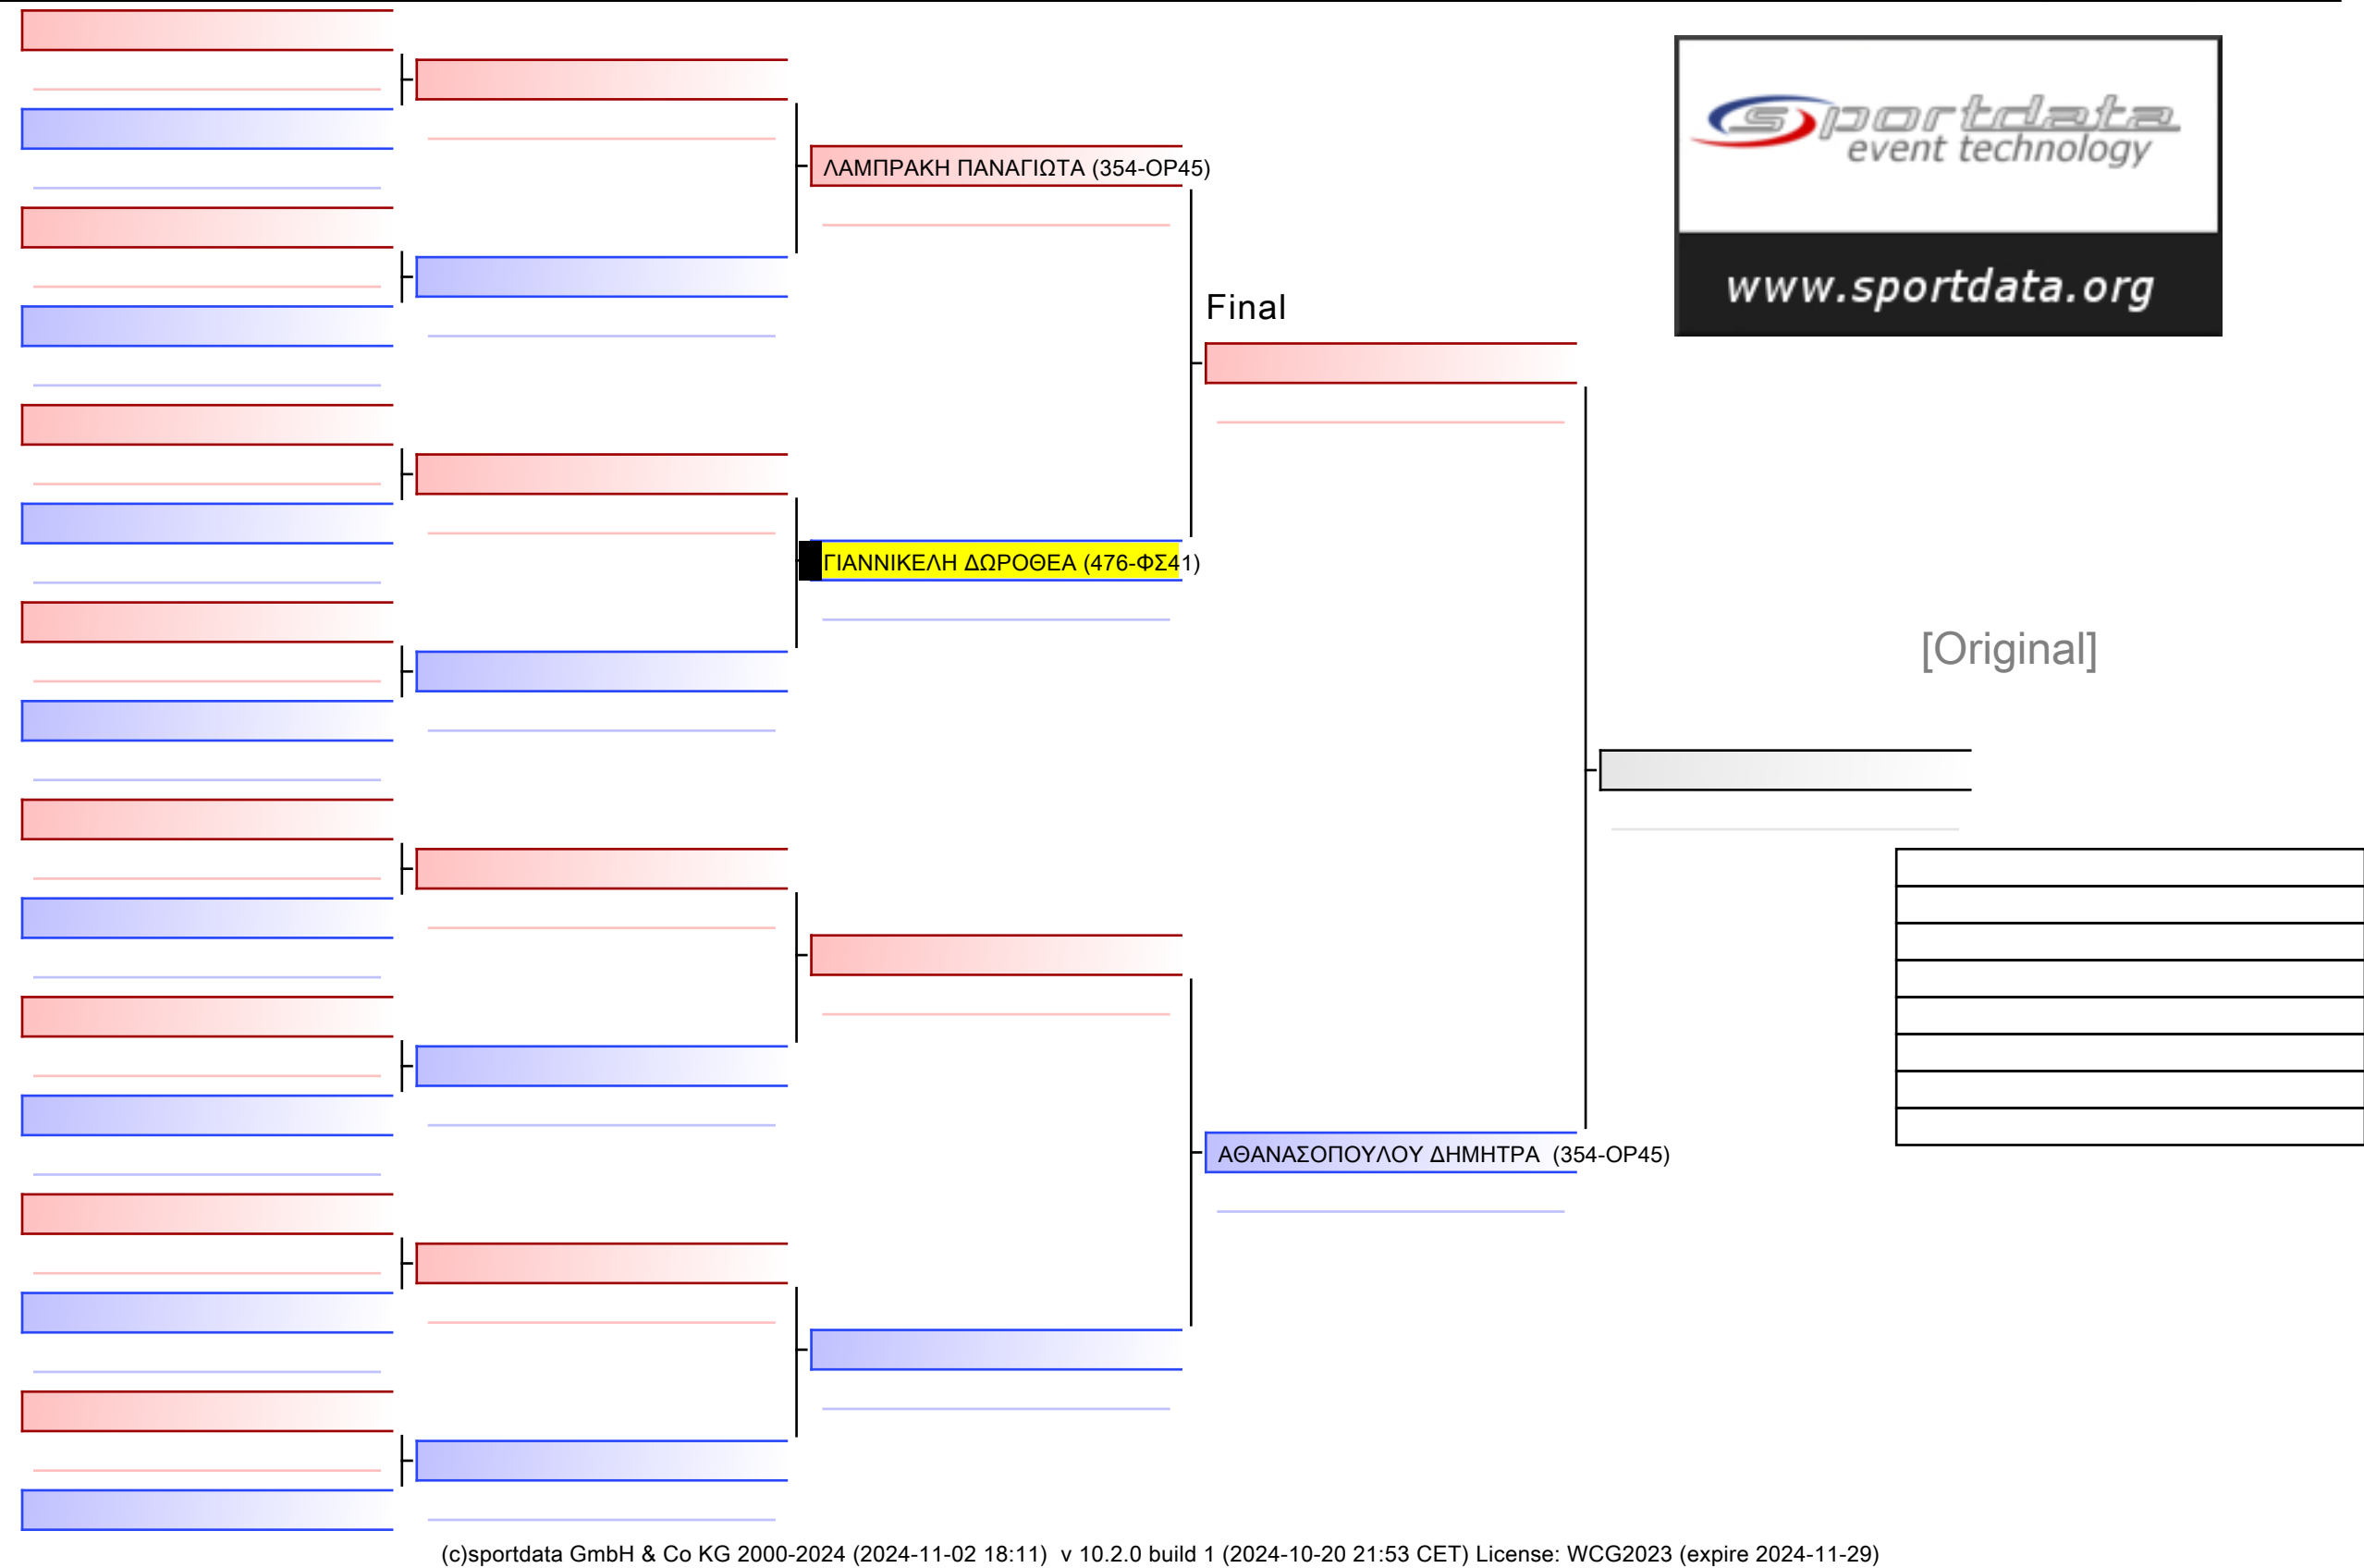 sportdata
event technology
www.sportdata.org
ΛΑΜΠΡΑΚΗ ΠΑΝΑΓΙΩΤΑ (354-ΟΡ45)
Final
ΓΙΑΝΝΙΚΕΛΗ ΔΩΡΟΘΕΑ (476-ΦΣ41)
[Original]
ΑΘΑΝΑΣΟΠΟΥΛΟΥ ΔΗΜΗΤΡΑ (354-ΟΡ45)
(c)sportdata GmbH & Co KG 2000-2024 (2024-11-02 18:11) v 10.2.0 build 1 (2024-10-20 21:53 CET) License: WCG2023 (expire 2024-11-29)